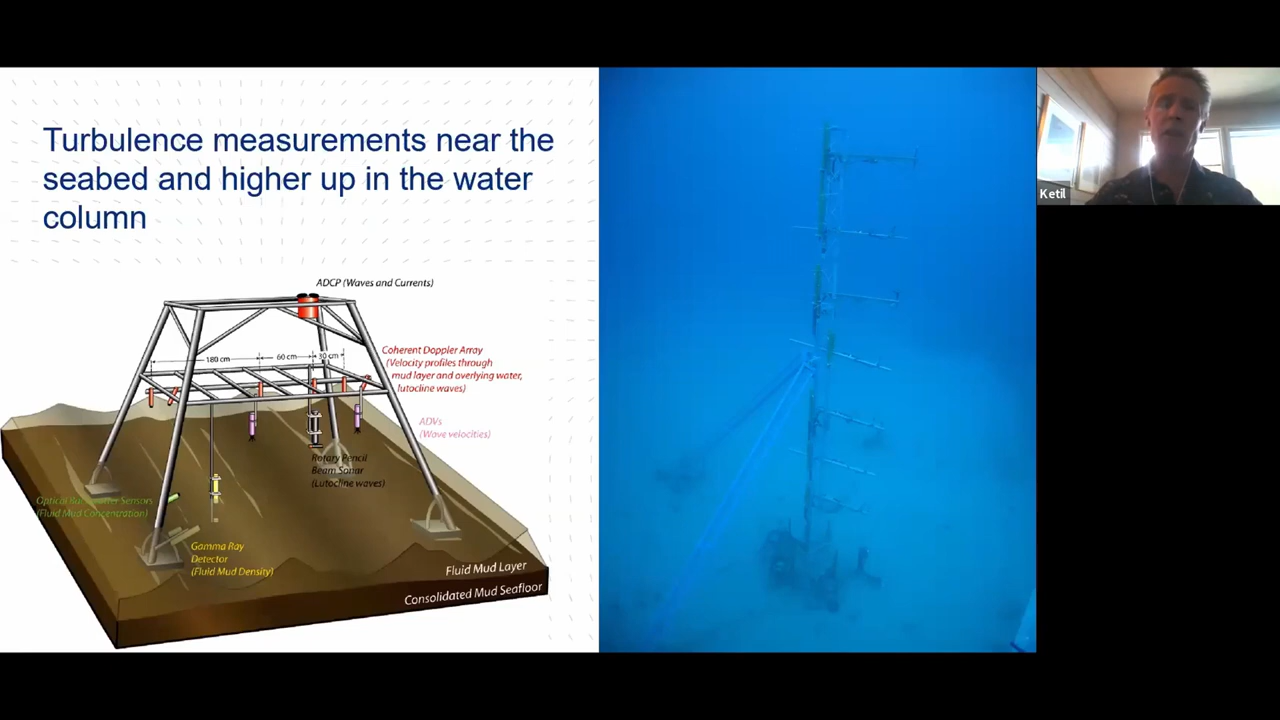 Turbulence measurements near the
seabed and higher up in the water
column
ADCP (Waves and Currents)
180 cm
60 cm
30 cm
Coherent Doppler Array
(Velocity profiles through
mud layer and overlying water,
lutocline waves)
ADVs
(Wave velocities)
Rotary Pencil
Beam Sonar
(Lutocline waves)
Optical Backscatter Sensors
(Fluid Mud Concentration)
Gamma Ray
Detector
(Fluid Mud Density)
Fluid Mud Layer
Consolidated Mud Seafloor
Ketil